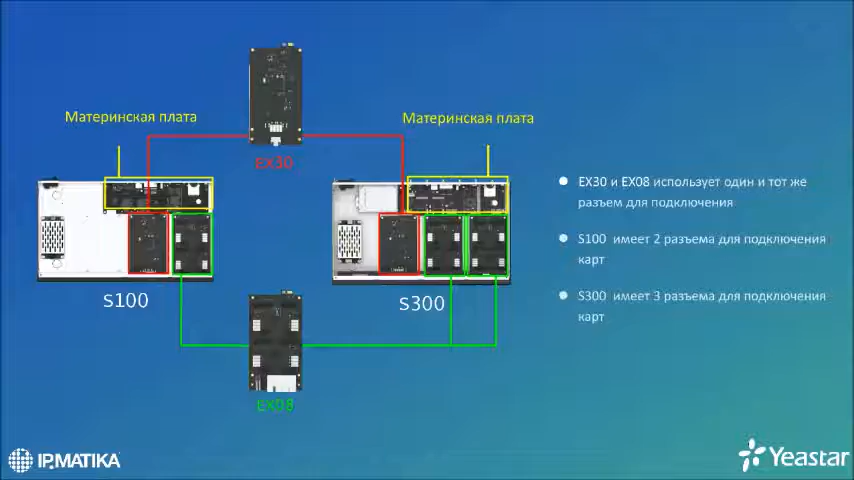 Материнская плата
Материнская плата
EX30
EX30 и EX08 использует один и тот же
разъем для подключения
S100 имеет 2 разъема для подключения
карт
S300 имеет 3 разъема для подключения
карт
S100
S300
EX08
IP.MATIKA
Yeastar